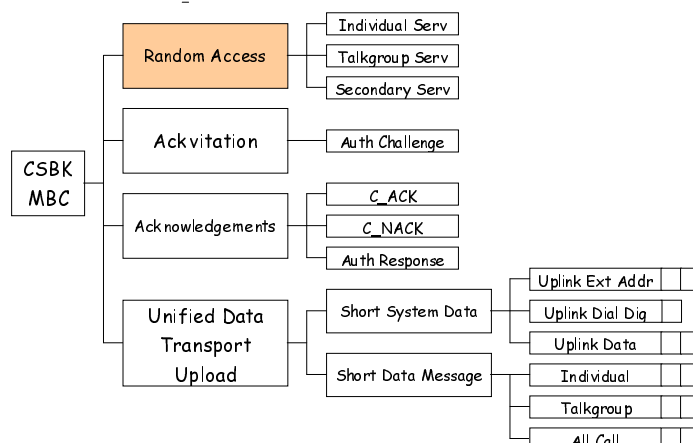 Random Access
Individual Serv
Talkgroup Serv
Secondary Serv
Ackvitation
Auth Challenge
CSBK
MBC
Acknowledgements
C_ACK
C_NACK
Auth Response
Unified Data
Transport
Upload
Short System Data
Uplink Ext Addr
Uplink Dial Dig
Uplink Data
Short Data Message
Individual
Talkgroup
All Call